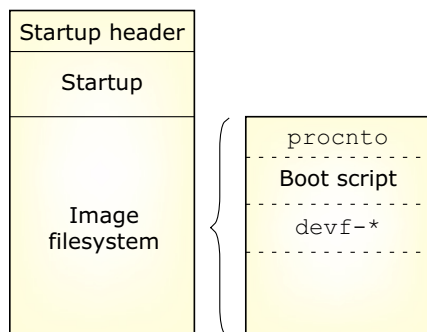 Startup header
Startup
Image
filesystem
procnto
Boot script
devf-*